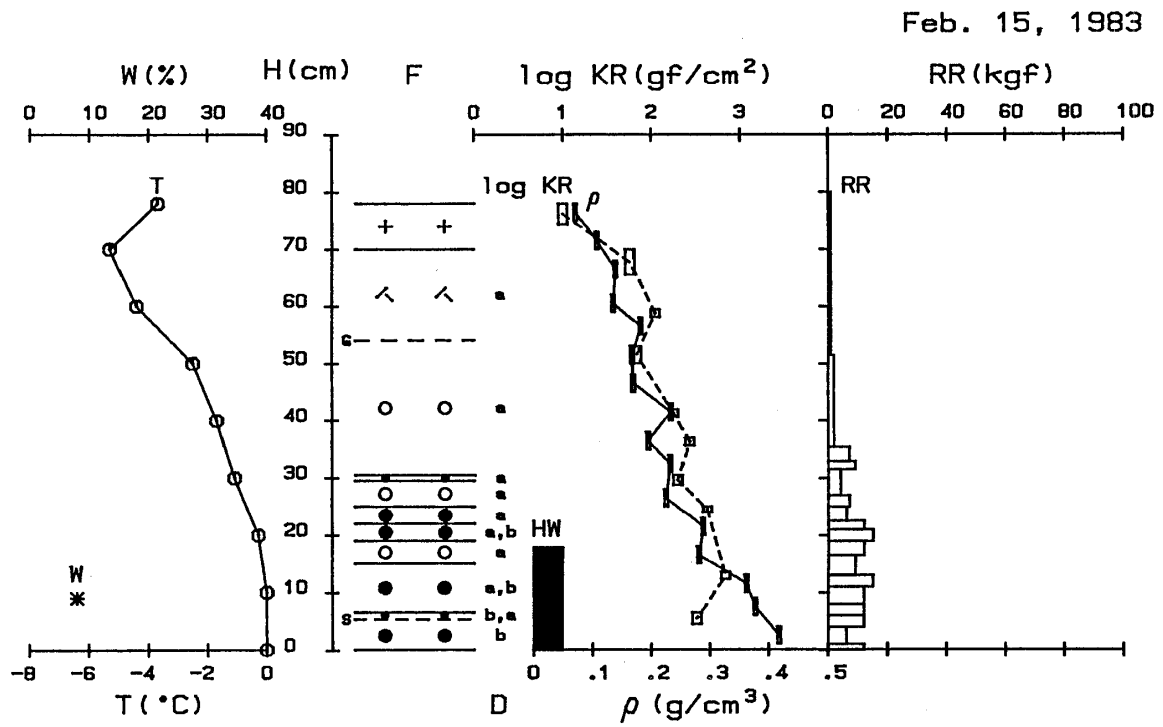 Feb. 15, 1983
W(%) H(cm) F log KR(gf/cm²) RR(kgf)
0 10 20 30 40 0 1 2 3 0 20 40 60 80 100
90
T 80 log KR ρ RR
+ +
70
a
60
G
50
a
40
30 a
a
a
20 a,b HW
a
W
10 a,b
* b,a
S
b
0
-8 -6 -4 -2 0 0 .1 .2 .3 .4 .5
T(°C) D ρ(g/cm³)